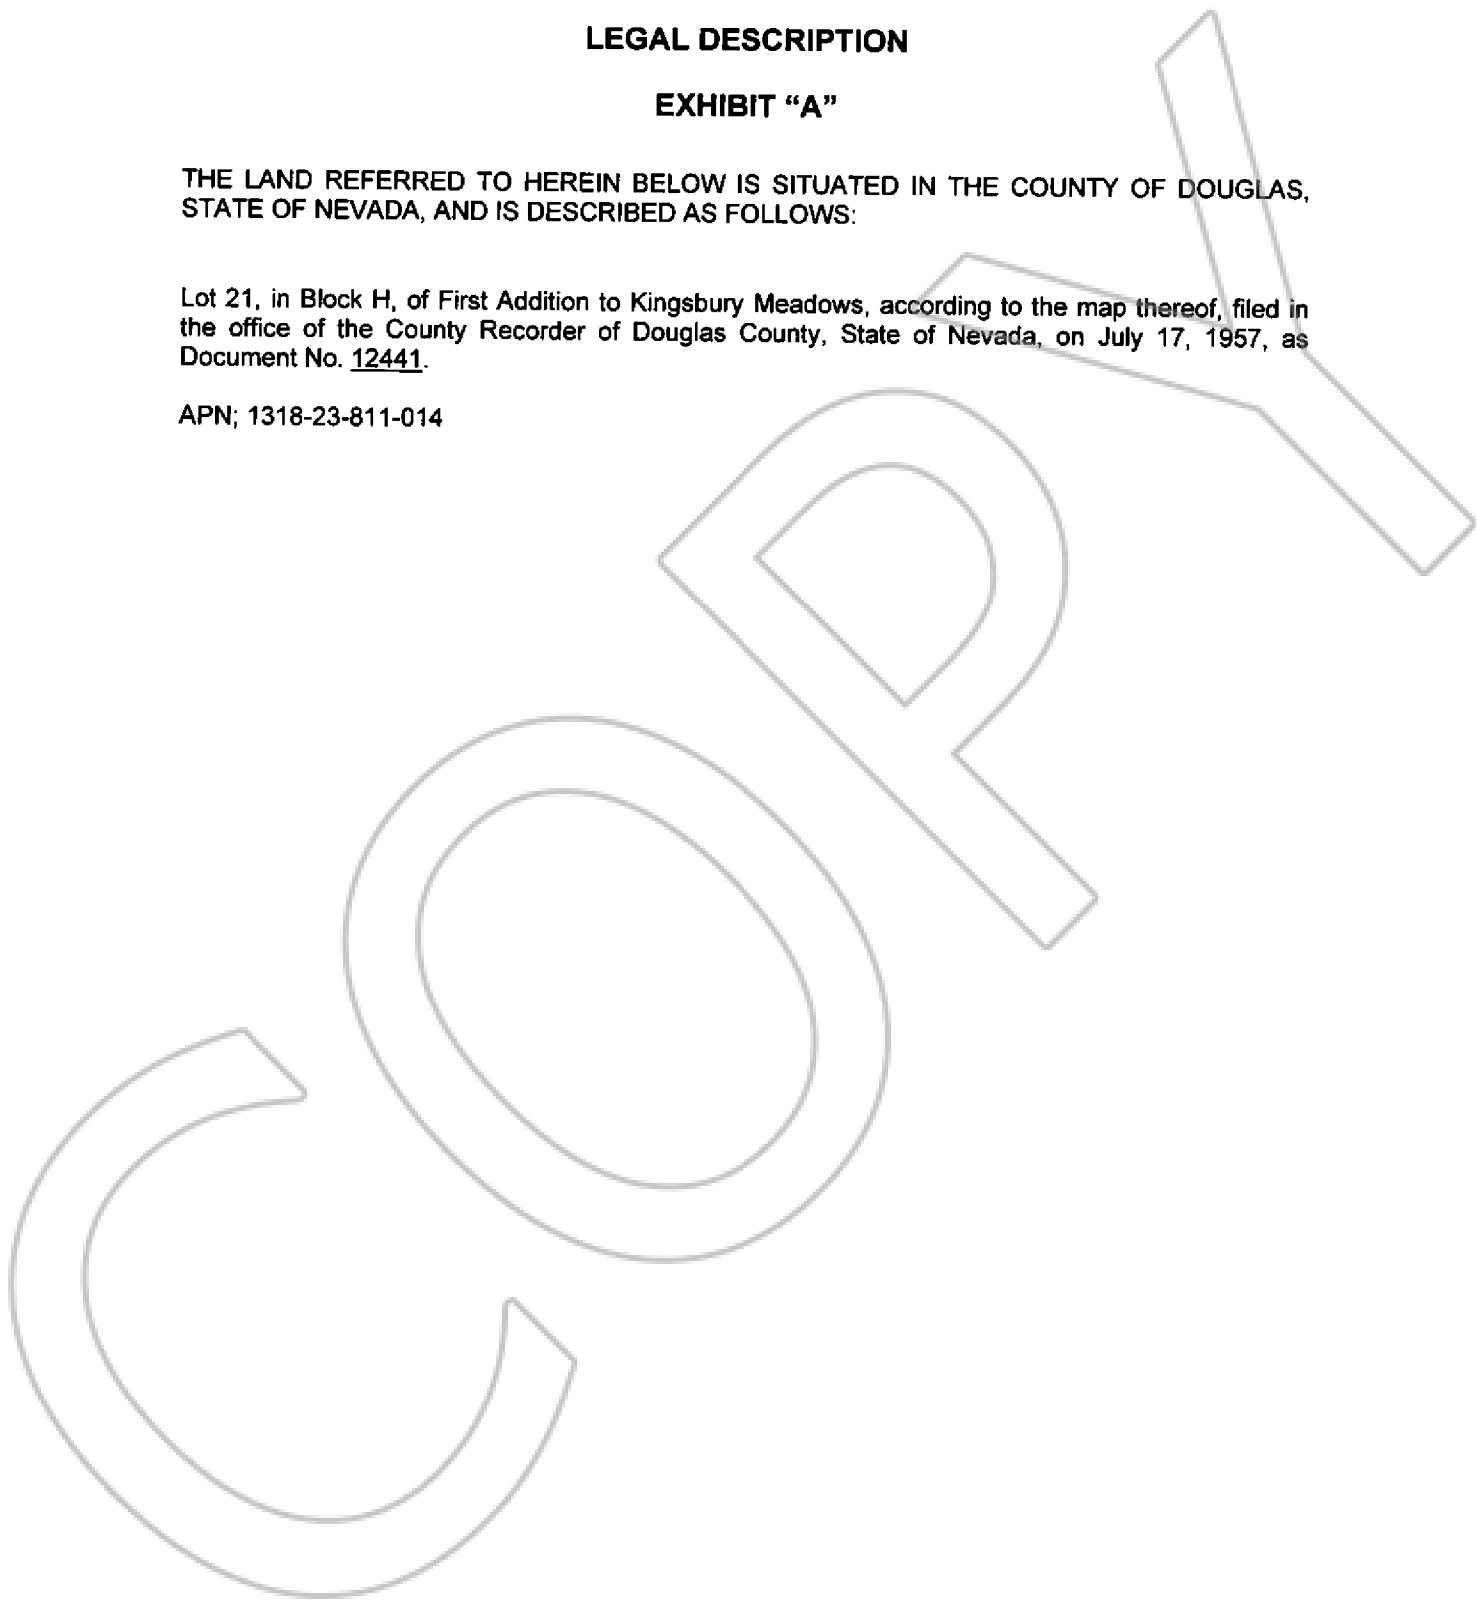 LEGAL DESCRIPTION
EXHIBIT “A”
THE LAND REFERRED TO HEREIN BELOW IS SITUATED IN THE COUNTY OF DOUGLAS,
STATE OF NEVADA, AND IS DESCRIBED AS FOLLOWS:
Lot 21, in Block H, of First Addition to Kingsbury Meadows, according to the map thereof, filed in
the office of the County Recorder of Douglas County, State of Nevada, on July 17, 1957, as
Document No. 12441.
APN; 1318-23-811-014
COPY